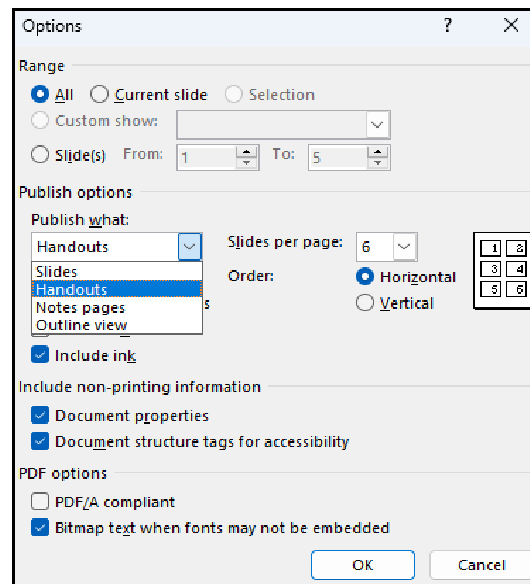 Options ? ×
Range
All Current slide Selection
Custom show:
Slide(s) From: 1 To: 5
Publish options
Publish what:
Handouts Slides per page: 6
Slides
Handouts
Notes pages
Outline view
Order: Horizontal
Vertical
1 2
3 4
5 6
s
Include ink
Include non-printing information
Document properties
Document structure tags for accessibility
PDF options
PDF/A compliant
Bitmap text when fonts may not be embedded
OK Cancel